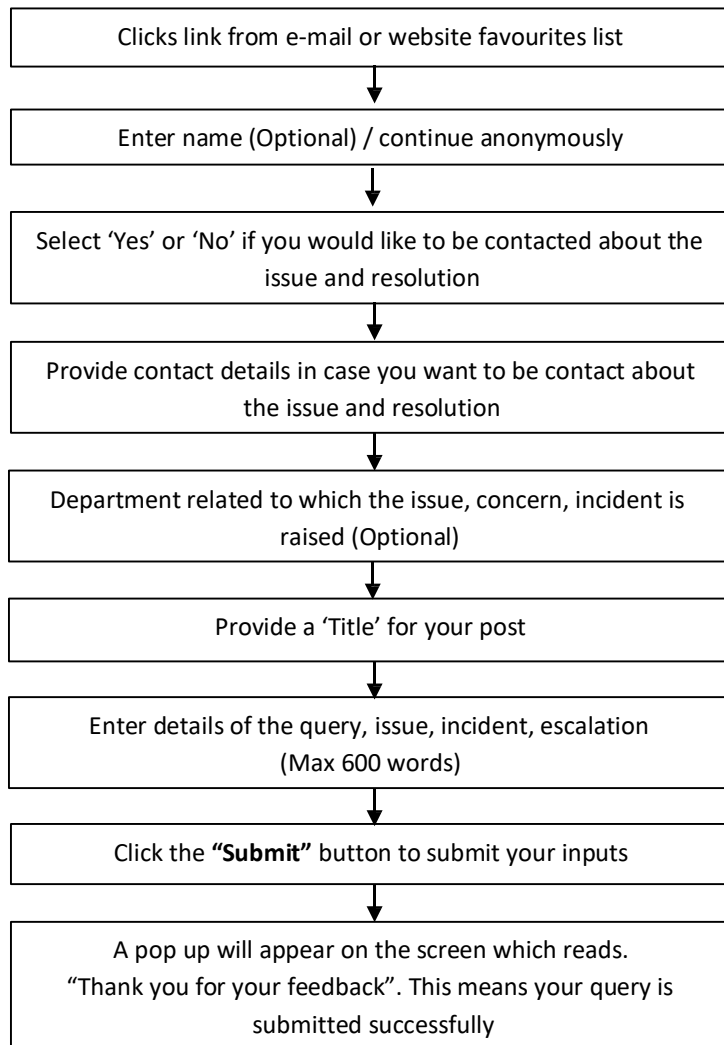 Clicks link from e-mail or website favourites list
Enter name (Optional) / continue anonymously
Select ‘Yes’ or ‘No’ if you would like to be contacted about the
issue and resolution
Provide contact details in case you want to be contact about
the issue and resolution
Department related to which the issue, concern, incident is
raised (Optional)
Provide a ‘Title’ for your post
Enter details of the query, issue, incident, escalation
(Max 600 words)
Click the “Submit” button to submit your inputs
A pop up will appear on the screen which reads.
“Thank you for your feedback”. This means your query is
submitted successfully